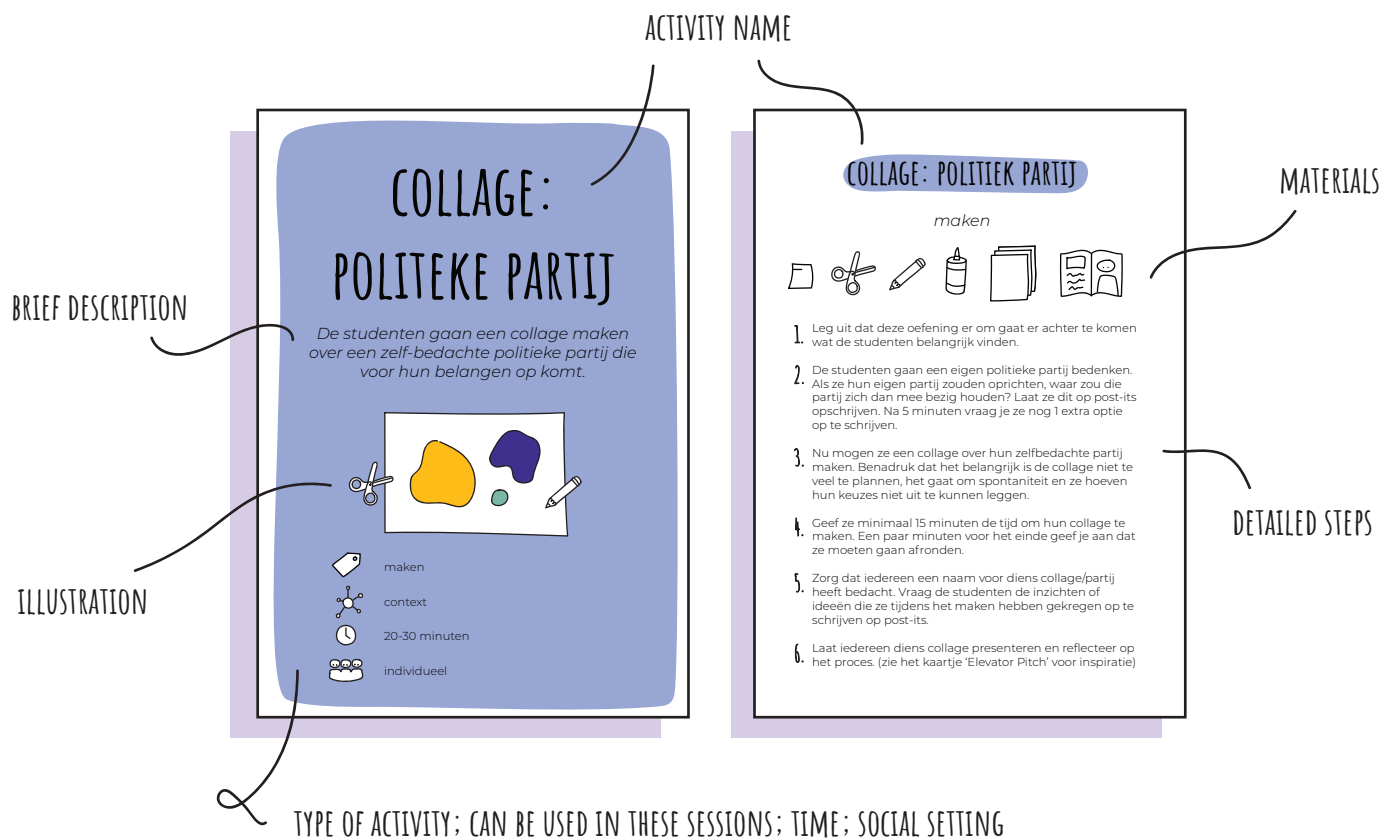 ACTIVITY NAME
COLLAGE:
POLITEKE PARTIJ
De studenten gaan een collage maken
over een zelf-bedachte politieke partij die
voor hun belangen op komt.
maken
context
20-30 minuten
individueel
BRIEF DESCRIPTION
ILLUSTRATION
TYPE OF ACTIVITY; CAN BE USED IN THESE SESSIONS; TIME; SOCIAL SETTING
COLLAGE: POLITIEK PARTIJ
maken
MATERIALS
1. Leg uit dat deze oefening er om gaat er achter te komen
wat de studenten belangrijk vinden.
2. De studenten gaan een eigen politieke partij bedenken.
Als ze hun eigen partij zouden oprichten, waar zou die
partij zich dan mee bezig houden? Laat ze dit op post-its
opschrijven. Na 5 minuten vraag je ze nog 1 extra optie
op te schrijven.
3. Nu mogen ze een collage over hun zelfbedachte partij
maken. Benadruk dat het belangrijk is de collage niet te
veel te plannen, het gaat om spontaniteit en ze hoeven
hun keuzes niet uit te kunnen leggen.
4. Geef ze minimaal 15 minuten de tijd om hun collage te
maken. Een paar minuten voor het einde geef je aan dat
ze moeten gaan afronden.
5. Zorg dat iedereen een naam voor diens collage/partij
heeft bedacht. Vraag de studenten de inzichten of
ideeën die ze tijdens het maken hebben gekregen op te
schrijven op post-its.
6. Laat iedereen diens collage presenteren en reflecteer op
het proces. (zie het kaartje ‘Elevator Pitch’ voor inspiratie)
DETAILED STEPS